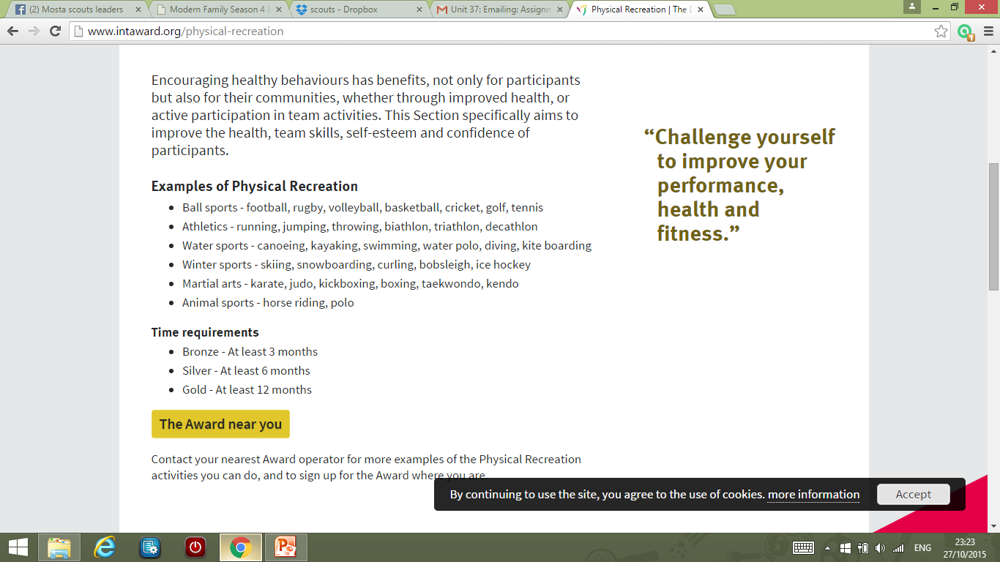 (2) Mosta scouts leaders
Modern Family Season 4 E
scouts - Dropbox
Unit 37: Emailing: Assignm
Physical Recreation | The D
www.intaward.org/physical-recreation
1
Encouraging healthy behaviours has benefits, not only for participants
but also for their communities, whether through improved health, or
active participation in team activities. This Section specifically aims to
improve the health, team skills, self-esteem and confidence of
participants.
“Challenge yourself
to improve your
performance,
health and
fitness.”
Examples of Physical Recreation
• Ball sports - football, rugby, volleyball, basketball, cricket, golf, tennis
• Athletics - running, jumping, throwing, biathlon, triathlon, decathlon
• Water sports - canoeing, kayaking, swimming, water polo, diving, kite boarding
• Winter sports - skiing, snowboarding, curling, bobsleigh, ice hockey
• Martial arts - karate, judo, kickboxing, boxing, taekwondo, kendo
• Animal sports - horse riding, polo
Time requirements
• Bronze - At least 3 months
• Silver - At least 6 months
• Gold - At least 12 months
The Award near you
Contact your nearest Award operator for more examples of the Physical Recreation
activities you can do, and to sign up for the Award where you are.
By continuing to use the site, you agree to the use of cookies. more information
Accept
ENG
23:23
27/10/2015